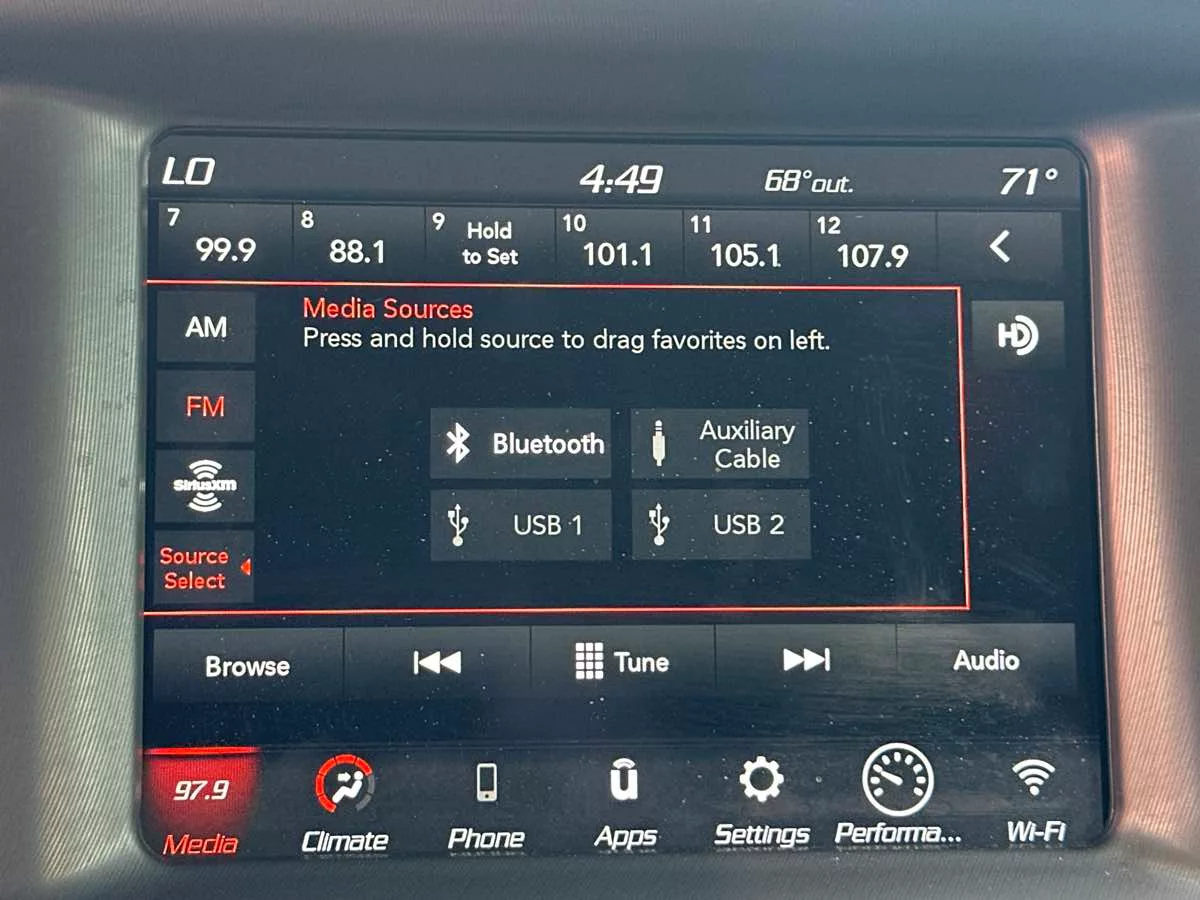 LO 4:49 68°out. 71°
7 99.9 8 88.1 9 Hold to Set 10 101.1 11 105.1 12 107.9
AM
FM
SiriusXM
Source
Select
Media Sources
Press and hold source to drag favorites on left.
Bluetooth
Auxiliary
Cable
USB 1
USB 2
HD
Browse Tune Audio
97.9
Media Climate Phone Apps Settings Performa... Wi-Fi